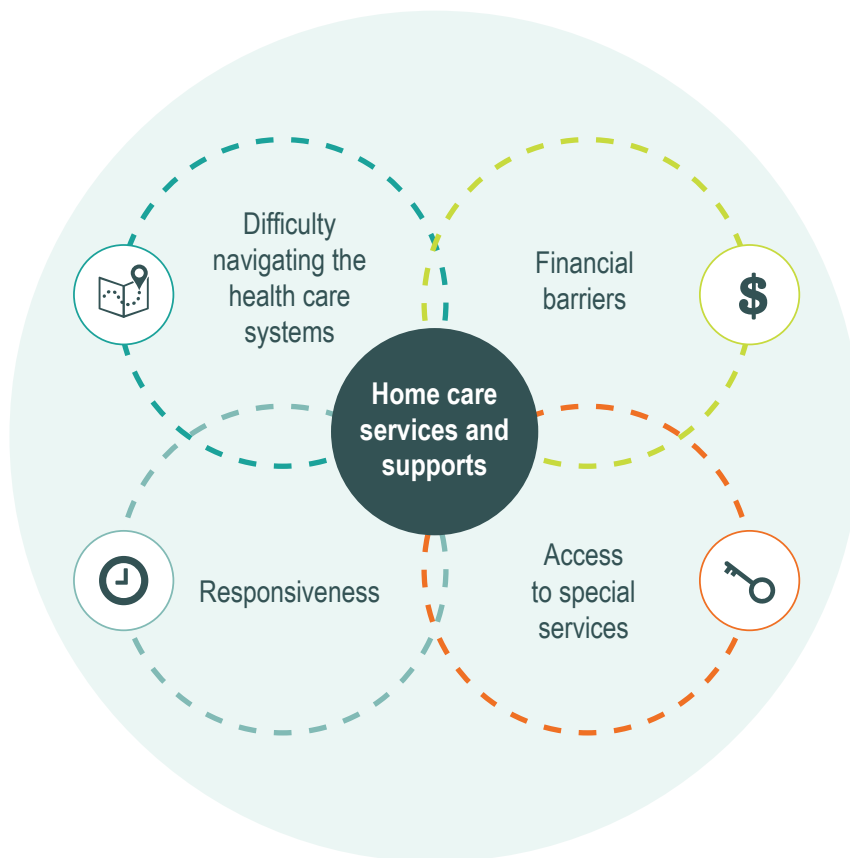 Difficulty
navigating the
health care
systems
Financial
barriers
$
Home care
services and
supports
Responsiveness
Access
to special
services